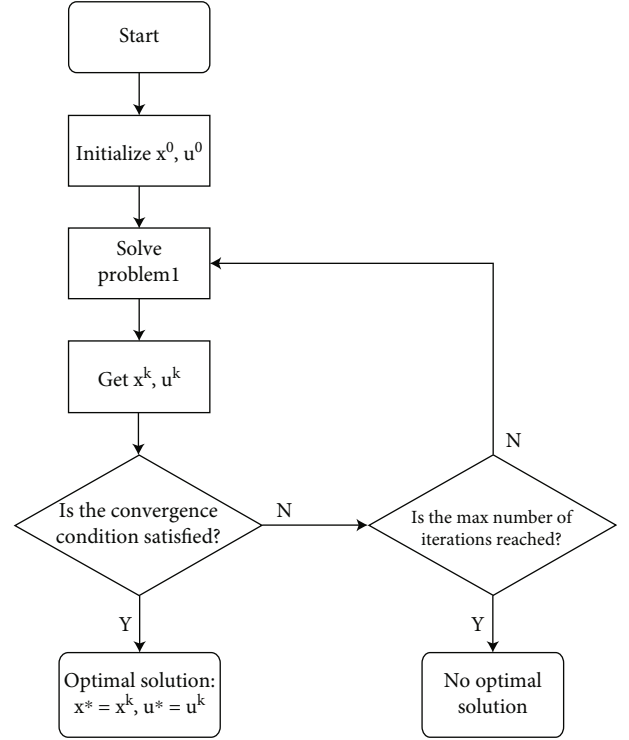 Start
Initialize x⁰, u⁰
Solve
problem1
Get xᵏ, uᵏ
N
Is the convergence
condition satisfied?
N
Is the max number of
iterations reached?
Y
Y
Optimal solution:
x* = xᵏ, u* = uᵏ
No optimal
solution